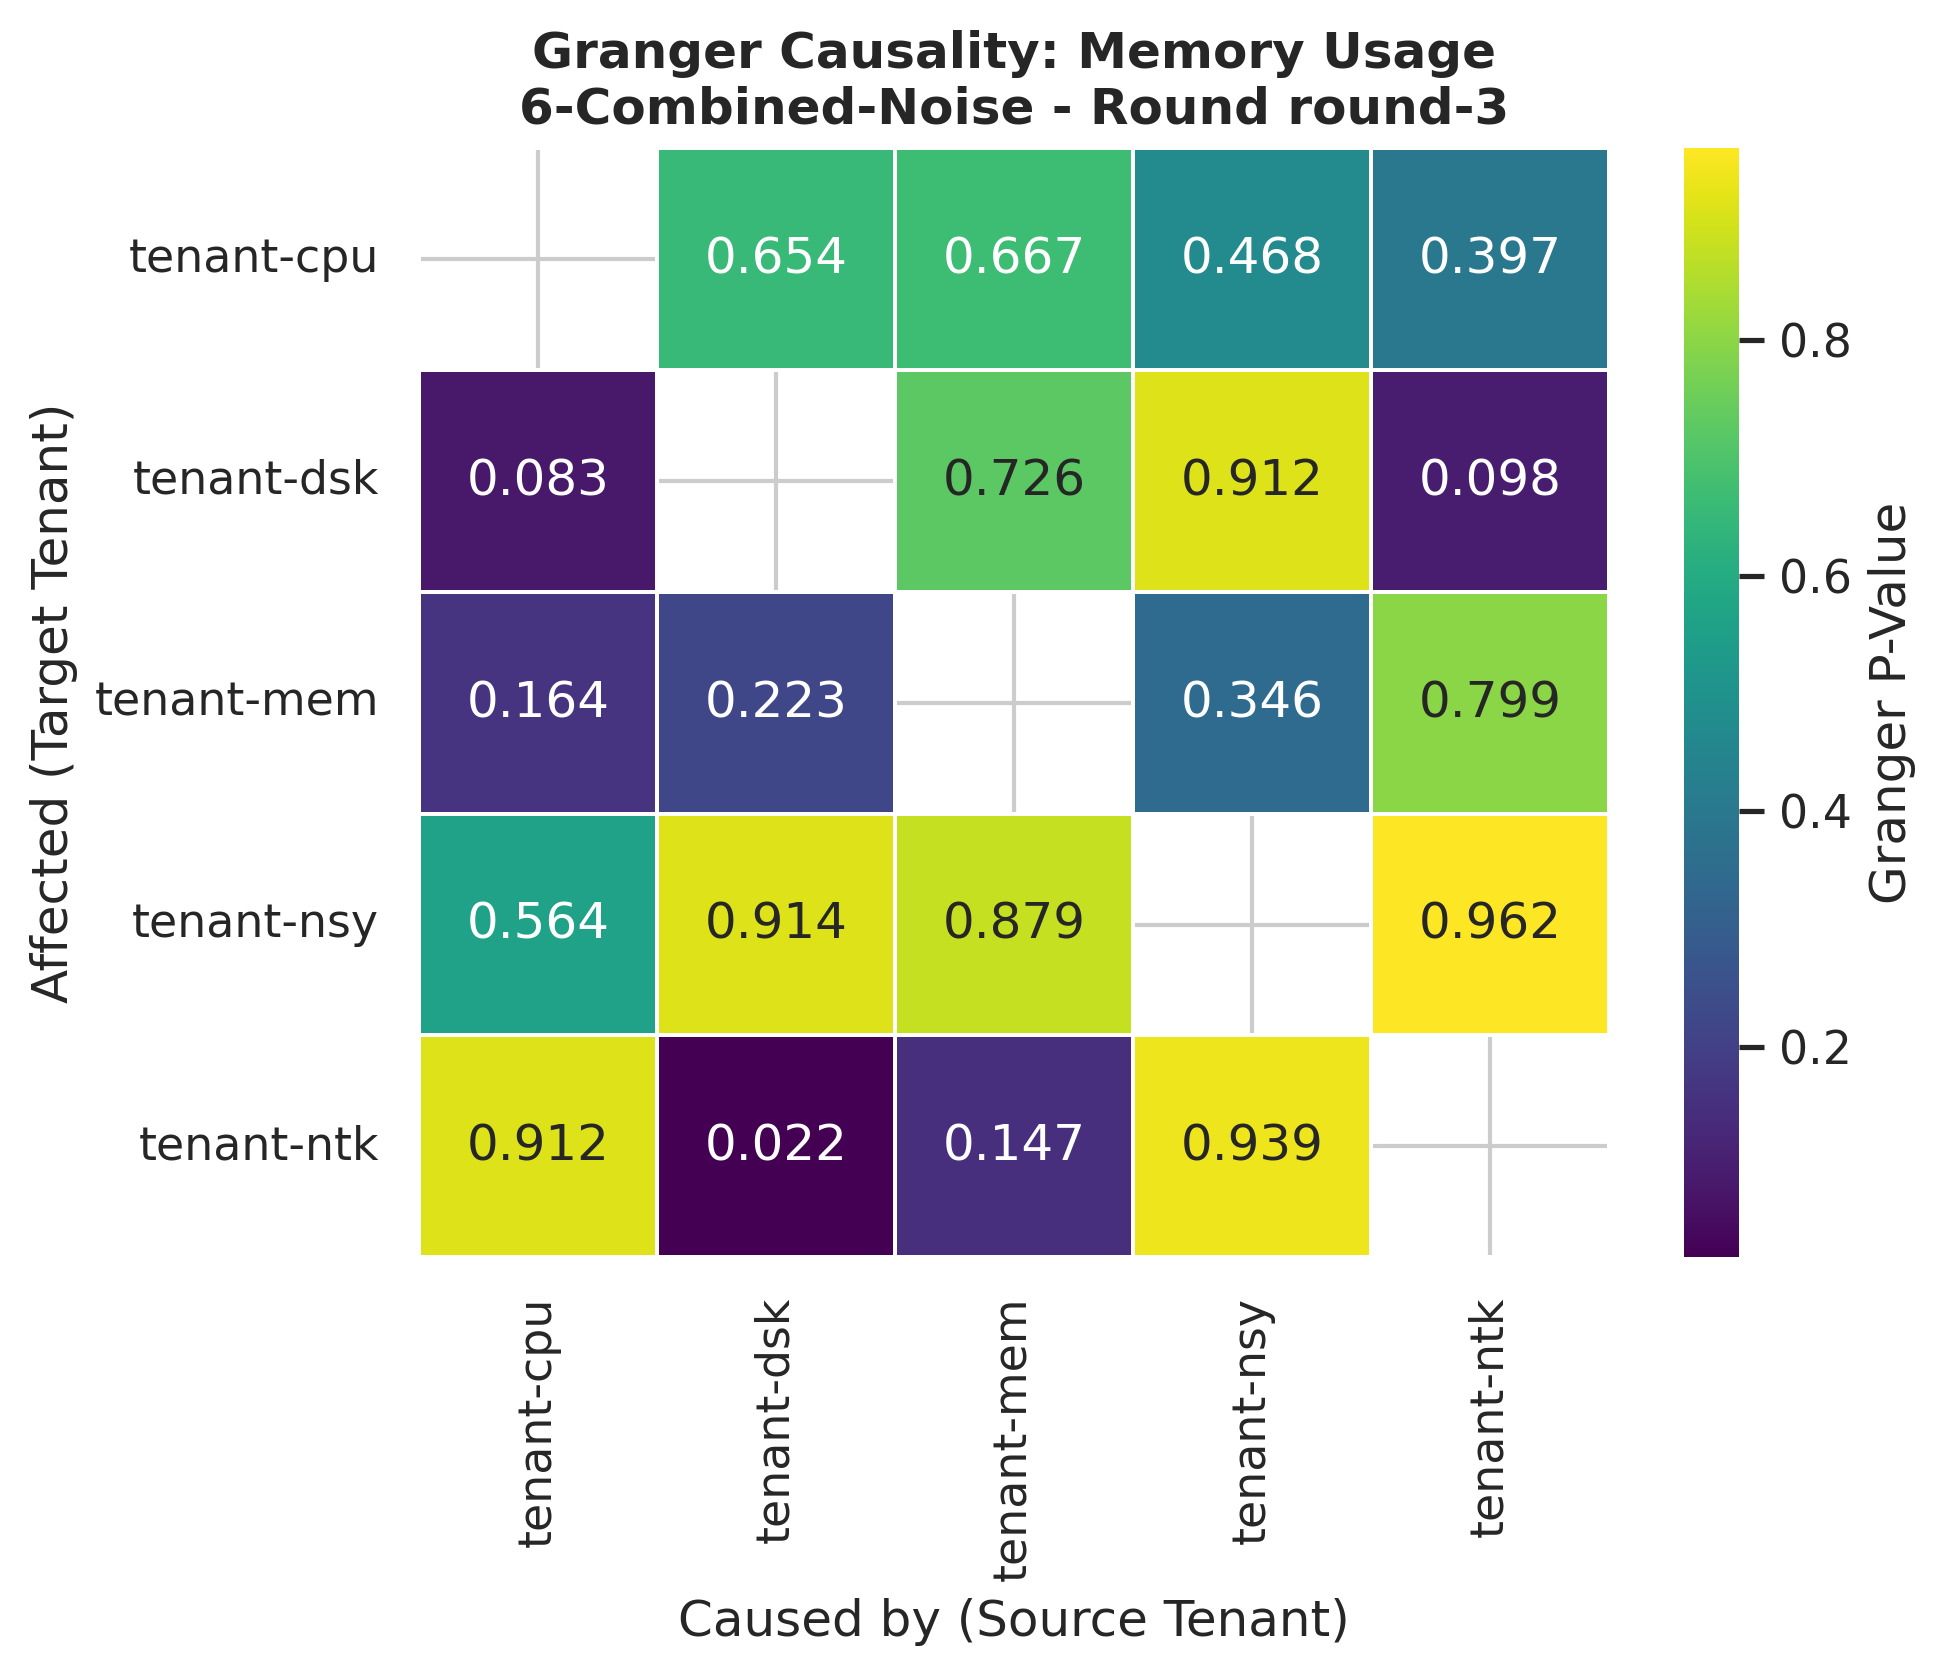 Granger Causality: Memory Usage
6-Combined-Noise - Round round-3
Affected (Target Tenant)
tenant-cpu 0.654 0.667 0.468 0.397
tenant-dsk 0.083 0.726 0.912 0.098
tenant-mem 0.164 0.223 0.346 0.799
tenant-nsy 0.564 0.914 0.879 0.962
tenant-ntk 0.912 0.022 0.147 0.939
tenant-cpu
tenant-dsk
tenant-mem
tenant-nsy
tenant-ntk
Caused by (Source Tenant)
0.8
0.6
0.4
0.2
Granger P-Value